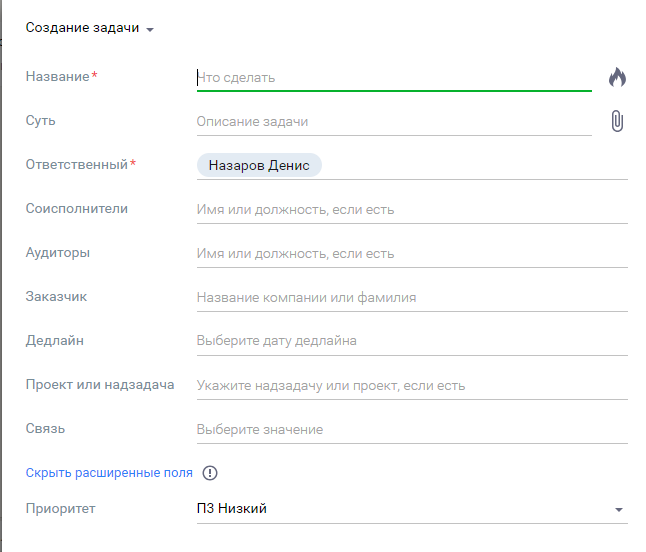 Создание задачи
Название* Что сделать
Суть Описание задачи
Ответственный* Назаров Денис
Соисполнители Имя или должность, если есть
Аудиторы Имя или должность, если есть
Заказчик Название компании или фамилия
Дедлайн Выберите дату дедлайна
Проект или надзадача Укажите надзадачу или проект, если есть
Связь Выберите значение
Скрыть расширенные поля
Приоритет П3 Низкий